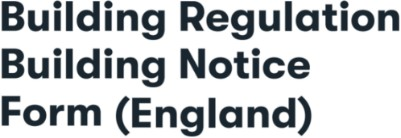 Building Regulation
Building Notice
Form (England)